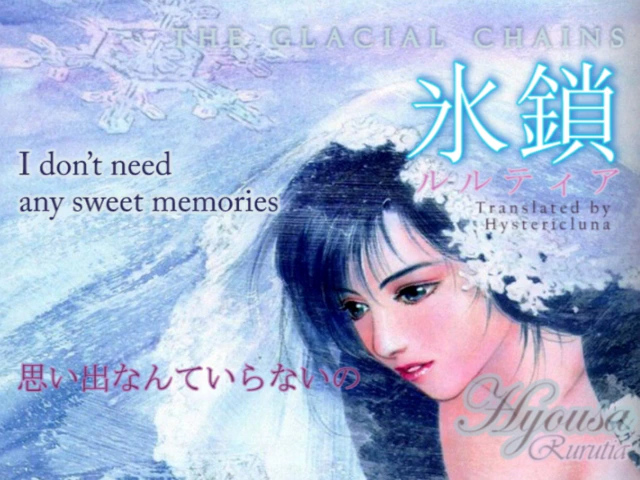 THE GLACIAL CHAINS
氷鎖
ルルティア
Translated by
Hystericluna
I don't need
any sweet memories
思い出なんていらないの
Hyousa
Rurutia